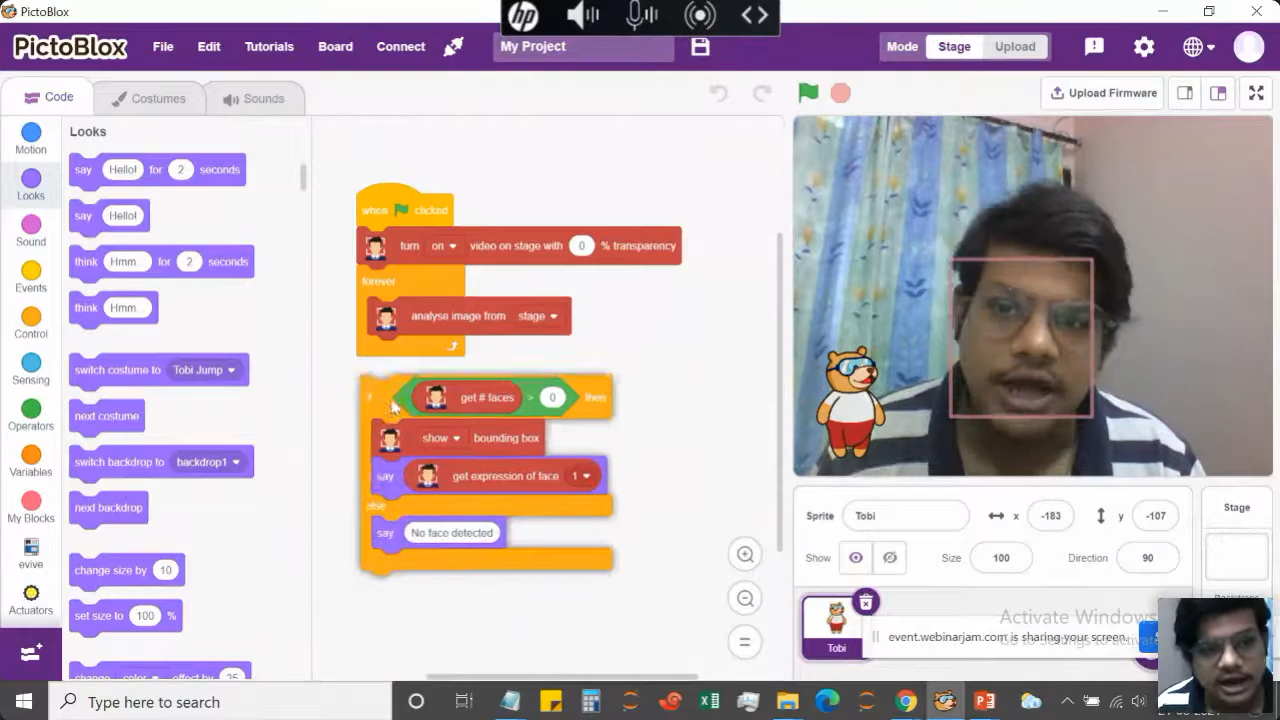 PictoBlox File Edit Tutorials Board Connect My Project Mode Stage Upload
Code Costumes Sounds Upload Firmware
Motion
Looks
Sound
Events
Control
Sensing
Operators
Variables
My Blocks
evive
Actuators
Looks
say Hello! for 2 seconds
say Hello!
think Hmm... for 2 seconds
think Hmm...
switch costume to Tobi Jump
next costume
switch backdrop to backdrop1
next backdrop
change size by 10
set size to 100 %
change color effect by 25
when clicked
turn on video on stage with 0 % transparency
forever
analyse image from stage
get # faces > 0 then
show bounding box
say get expression of face 1
else
say No face detected
Sprite Tobi x -183 y -107
Show Size 100 Direction 90
Stage
Backdrops
Tobi
Activate Windows
event.webinarjam.com is sharing your screen.
Type here to search